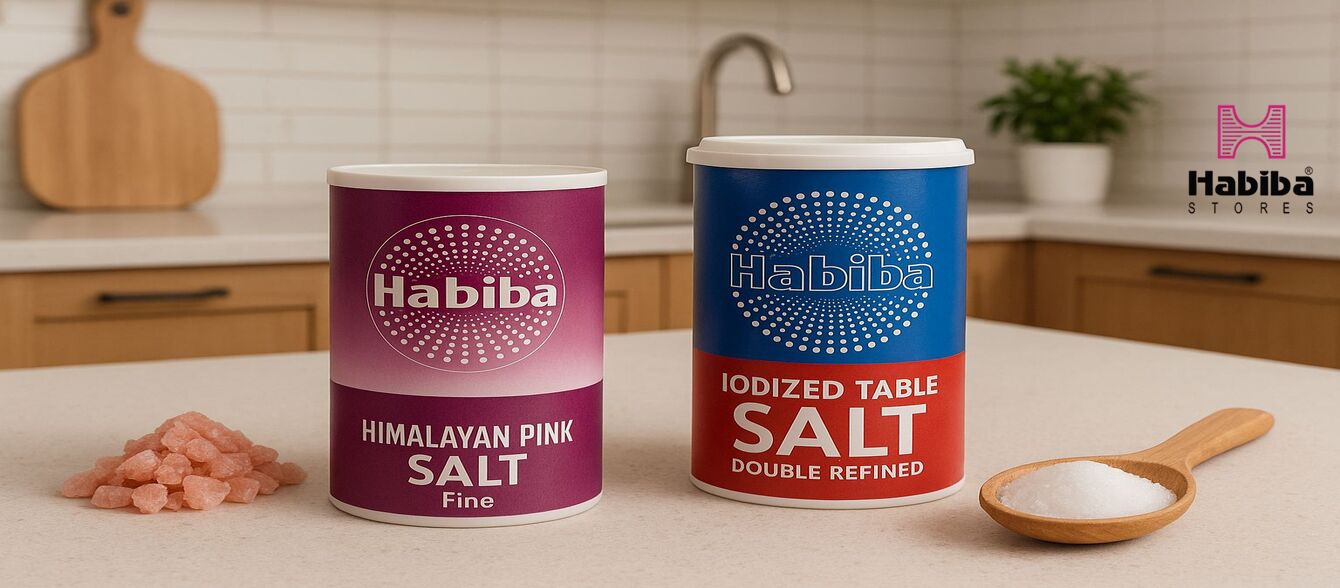 Habiba
HIMALAYAN PINK
SALT
Fine
Habiba
IODIZED TABLE
SALT
DOUBLE REFINED
Habiba®
STORES